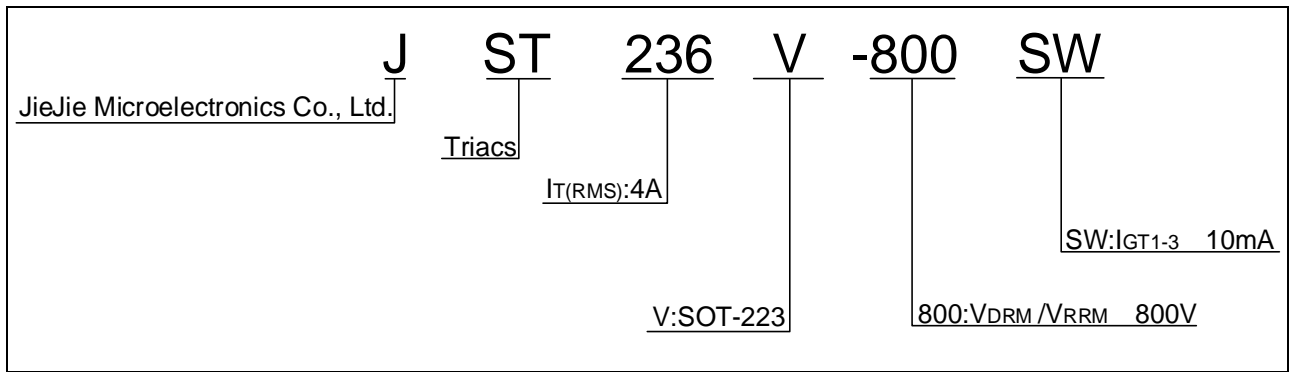 J ST 236 V -800 SW
JieJie Microelectronics Co., Ltd.
Triacs
IT(RMS):4A
SW:IGT1-3 10mA
V:SOT-223
800:VDRM /VRRM 800V